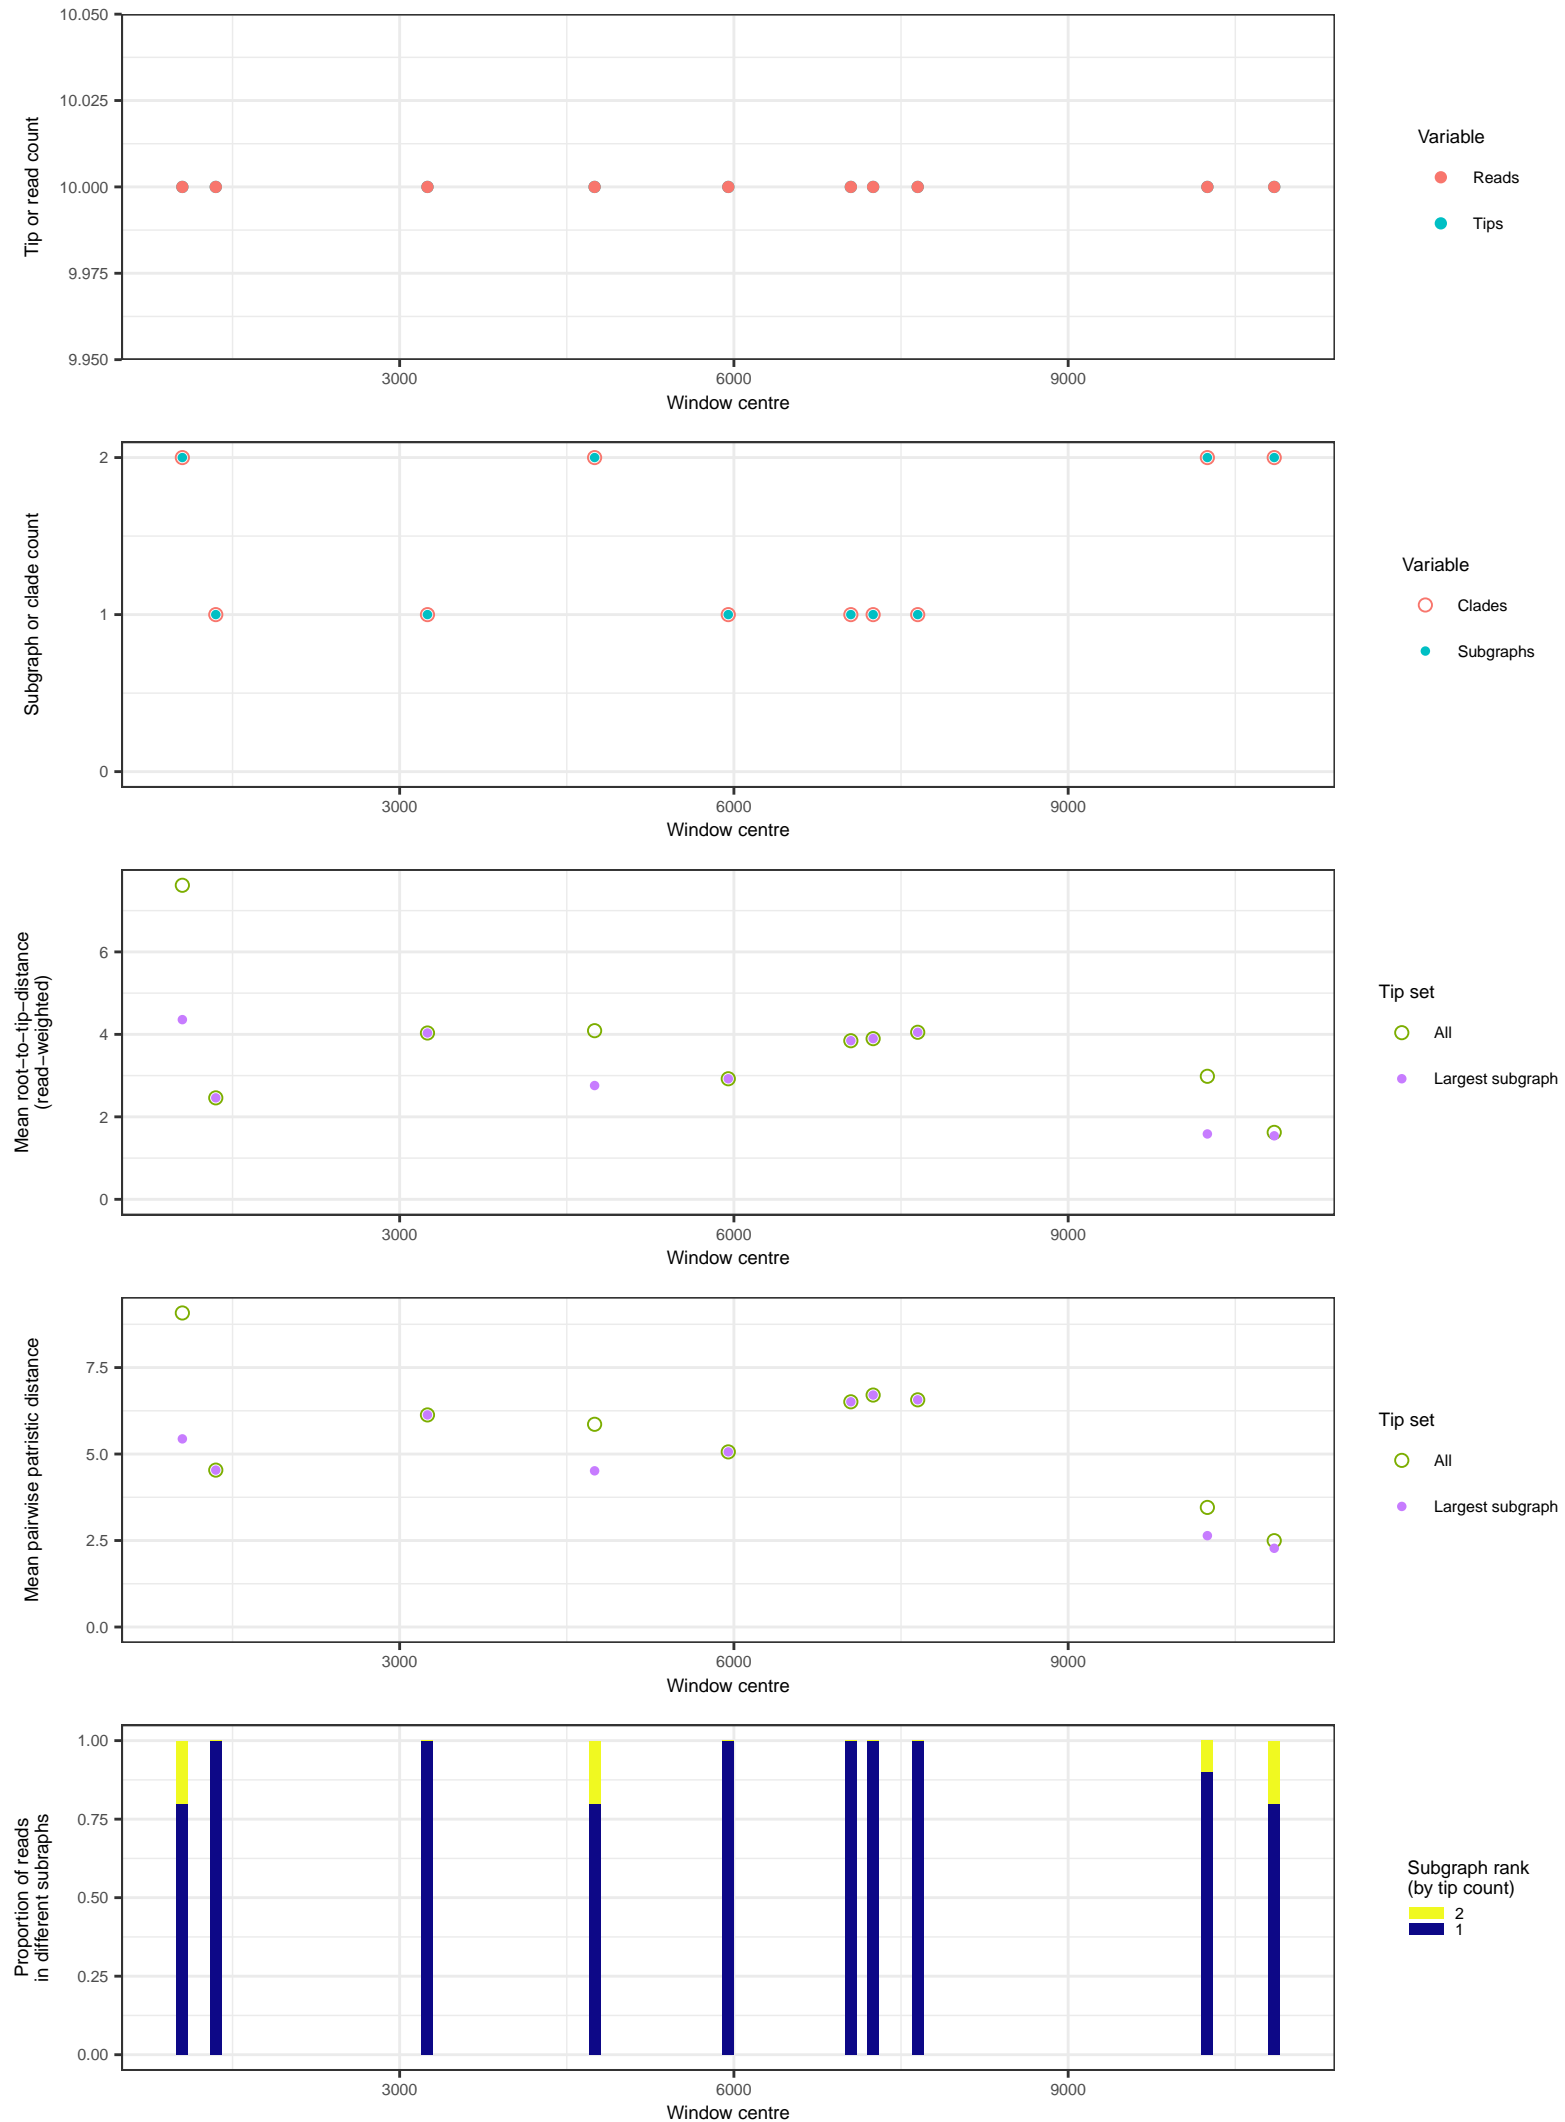 10.050
10.025
10.000
9.975
9.950
Tip or read count
3000 6000 9000
Window centre
Variable
Reads
Tips
2
1
0
Subgraph or clade count
3000 6000 9000
Window centre
Variable
Clades
Subgraphs
6
4
2
0
Mean root−to−tip−distance
(read−weighted)
3000 6000 9000
Window centre
Tip set
All
Largest subgraph
7.5
5.0
2.5
0.0
Mean pairwise patristic distance
3000 6000 9000
Window centre
Tip set
All
Largest subgraph
1.00
0.75
0.50
0.25
0.00
Proportion of reads
in different subraphs
3000 6000 9000
Window centre
Subgraph rank
(by tip count)
2
1